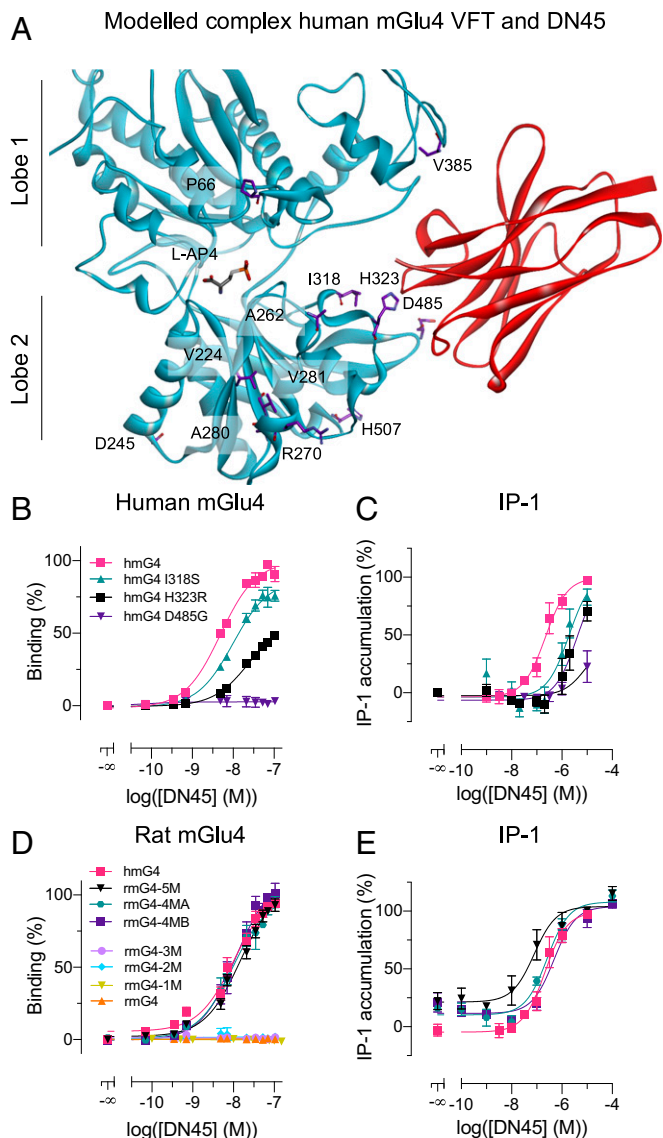 A
Modelled complex human mGlu4 VFT and DN45
Lobe 1
Lobe 2
V385
P66
L-AP4
I318
H323
D485
A262
V224
V281
D245
A280
R270
H507
B
Human mGlu4
Binding (%)
100
50
0
hmG4
hmG4 I318S
hmG4 H323R
hmG4 D485G
-∞
-10
-9
-8
-7
log([DN45] (M))
C
IP-1
IP-1 accumulation (%)
100
50
0
-∞
-10
-8
-6
-4
log([DN45] (M))
D
Rat mGlu4
Binding (%)
100
50
0
hmG4
rmG4-5M
rmG4-4MA
rmG4-4MB
rmG4-3M
rmG4-2M
rmG4-1M
rmG4
-∞
-10
-9
-8
-7
log([DN45] (M))
E
IP-1
IP-1 accumulation (%)
100
50
0
-∞
-10
-8
-6
-4
log([DN45] (M))